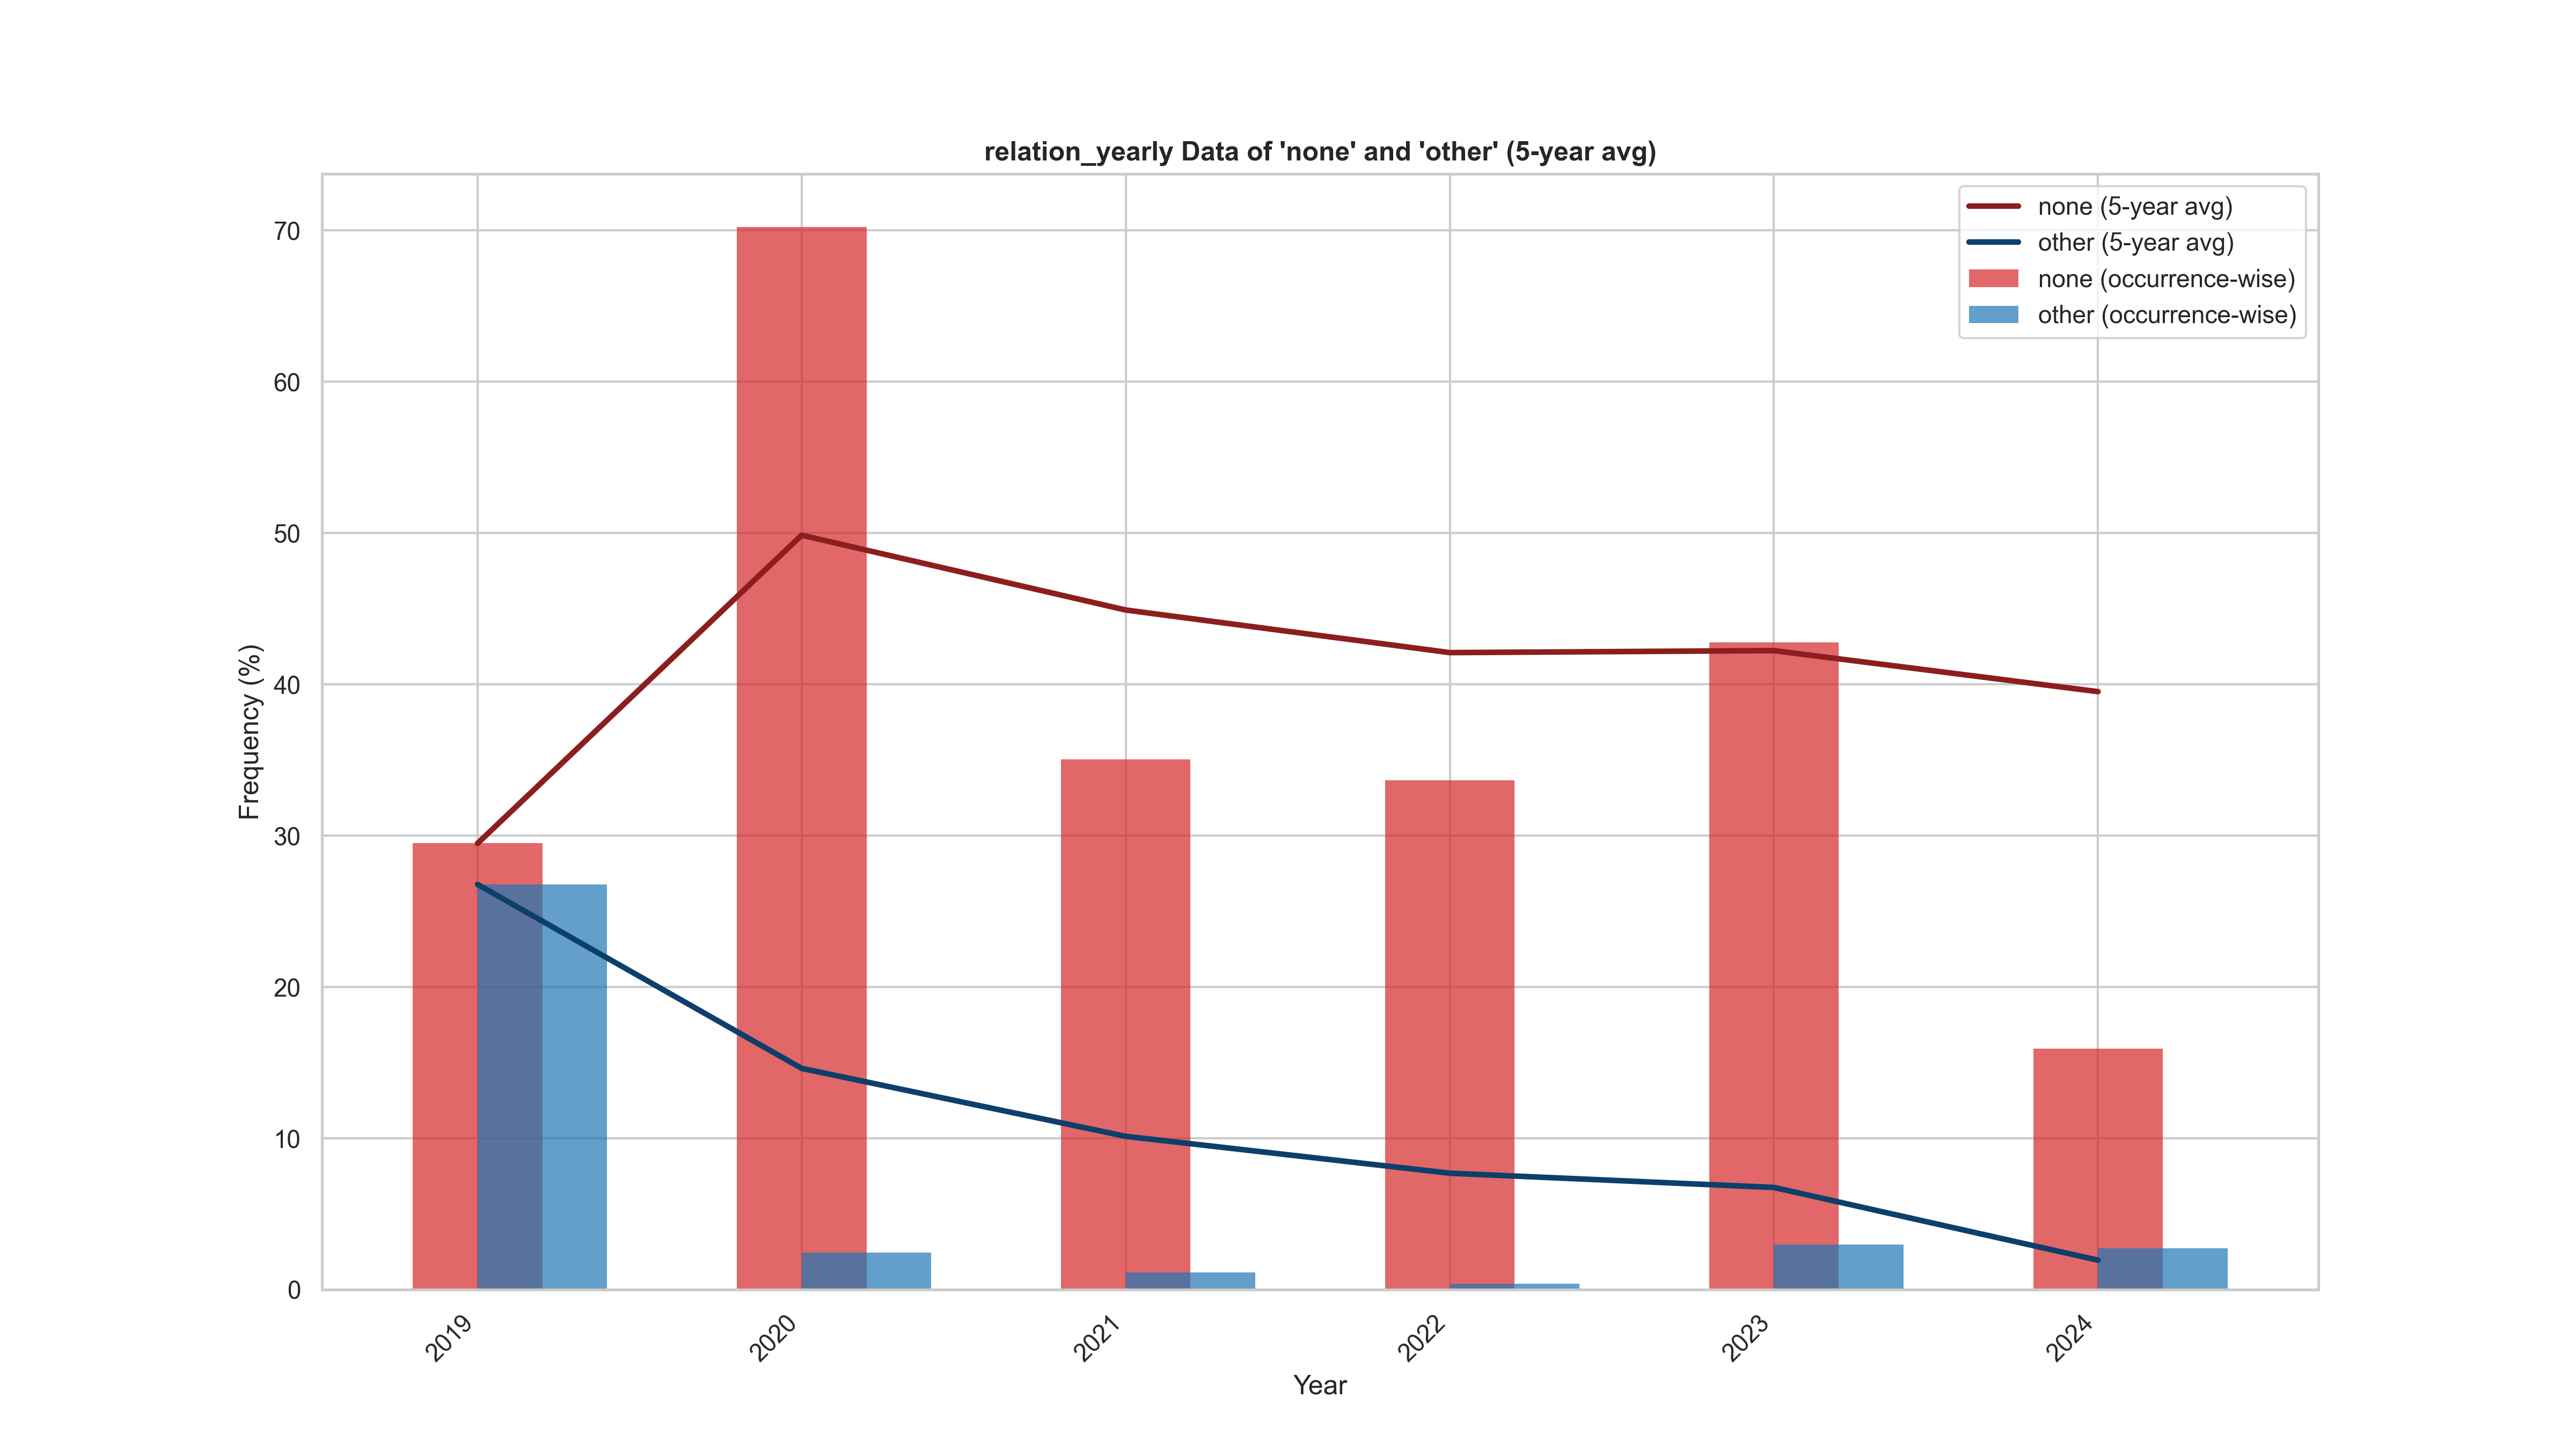 relation_yearly Data of 'none' and 'other' (5-year avg)
none (5-year avg)
other (5-year avg)
none (occurrence-wise)
other (occurrence-wise)
Frequency (%)
70
60
50
40
30
20
10
0
2019
2020
2021
2022
2023
2024
Year